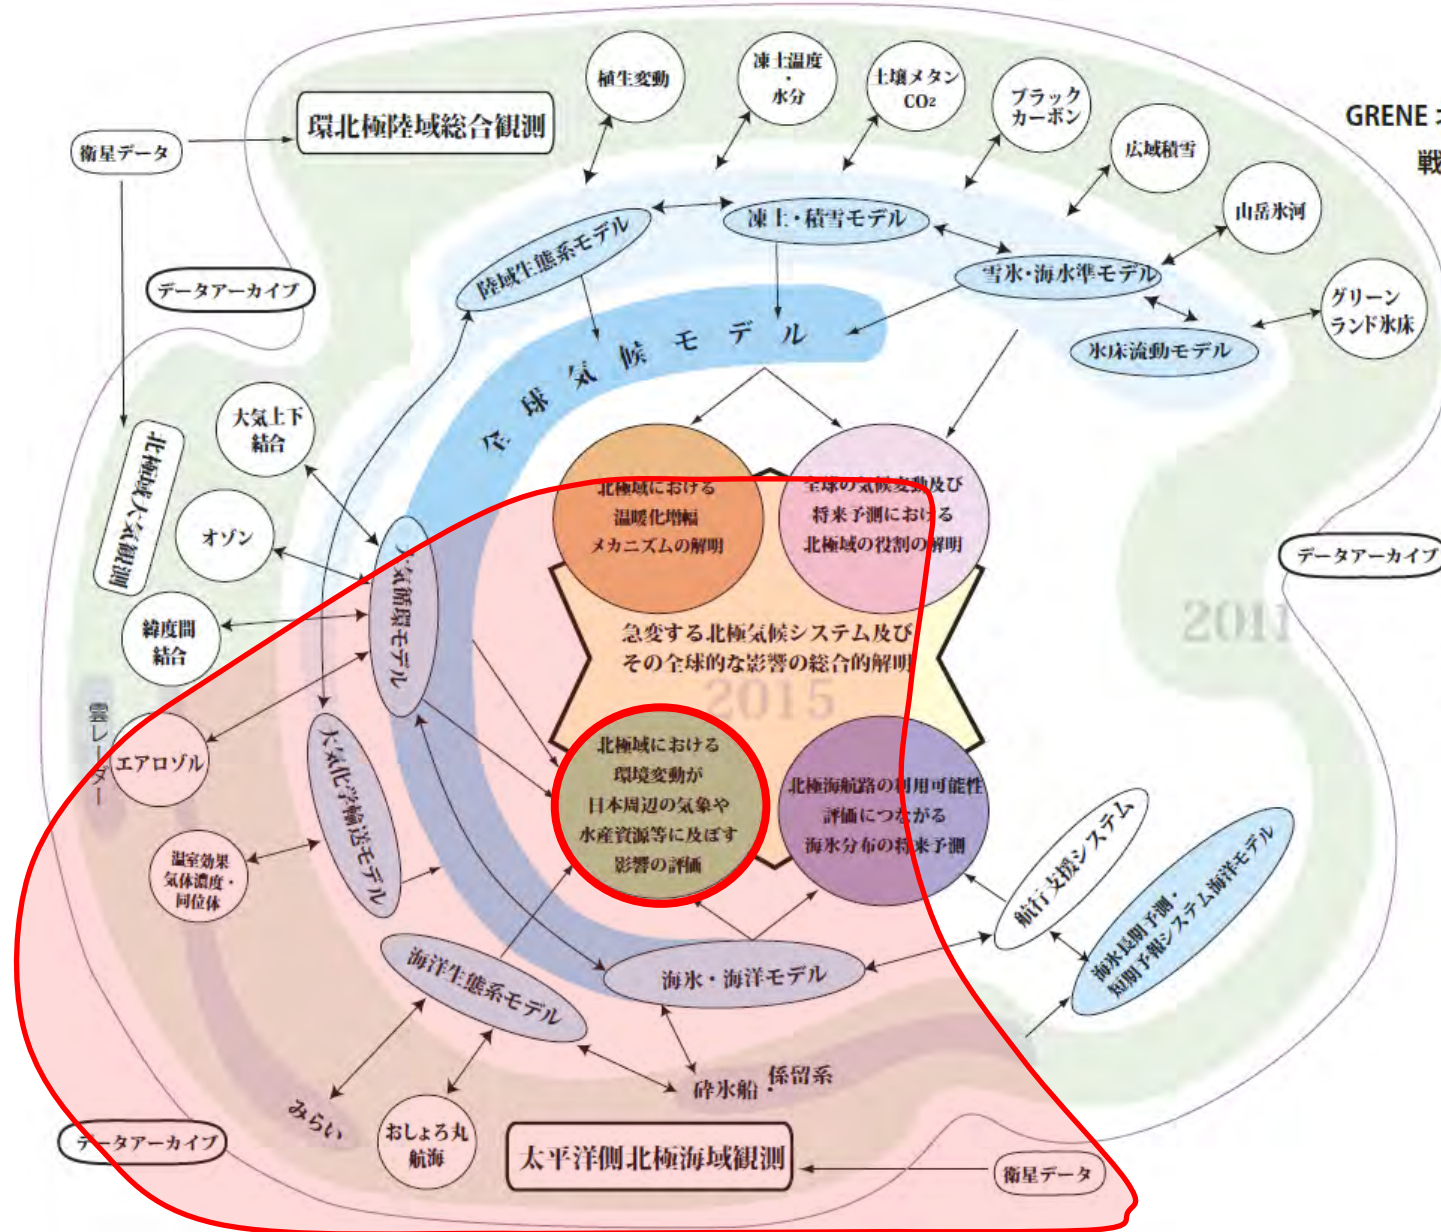 植生変動
凍土温度
・
水分
土壌メタン
CO2
ブラック
カーボン
広域積雪
山岳氷河
グリーン
ランド氷床
GRENE
戦
環北極陸域総合観測
衛星データ
データアーカイブ
陸域生態系モデル
凍土・積雪モデル
雪氷・海水準モデル
氷床流動モデル
全球気候モデル
大気上下
結合
オゾン
緯度間
結合
北極域大気観測
大気循環モデル
北極域における
温暖化増幅
メカニズムの解明
全球の気候変動及び
将来予測における
北極域の役割の解明
データアーカイブ
2011
急変する北極気候システム及び
その全球的な影響の総合的解明
2015
雲レーダー
エアロゾル
大気化学輸送モデル
温室効果
気体濃度・
同位体
北極域における
環境変動が
日本周辺の気象や
水産資源等に及ぼす
影響の評価
北極海航路の利用可能性
評価につながる
海氷分布の将来予測
航行支援システム
海氷長期予測・
短期予報システム海洋モデル
海洋生態系モデル
海氷・海洋モデル
砕氷船・係留系
みらい
おしょろ丸
航海
データアーカイブ
太平洋側北極海域観測
衛星データ